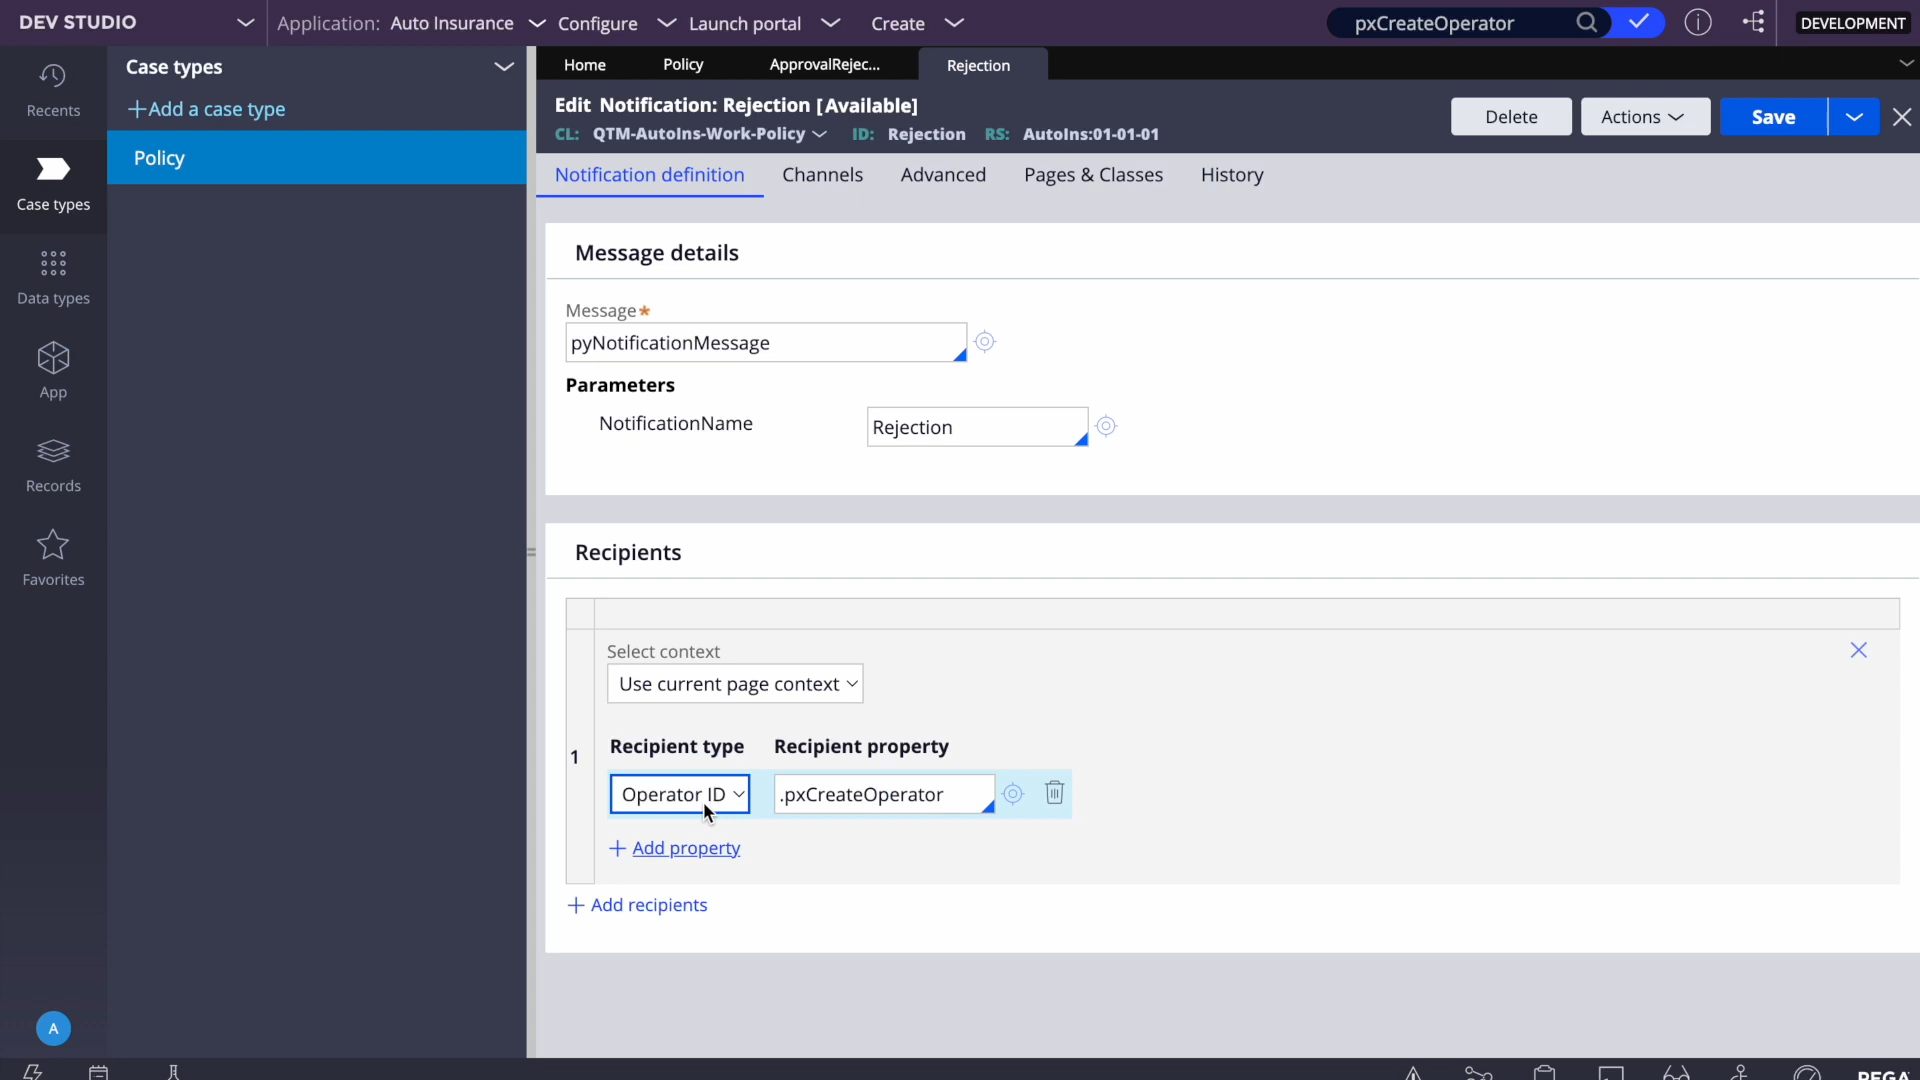 DEV STUDIO
Application: Auto Insurance
Configure
Launch portal
Create
pxCreateOperator
DEVELOPMENT
Recents
Case types
Data types
App
Records
Favorites
A
Case types
+Add a case type
Policy
Home
Policy
ApprovalRejec...
Rejection
Edit Notification: Rejection [Available]
CL: QTM-AutoIns-Work-Policy ID: Rejection RS: AutoIns:01-01-01
Delete
Actions
Save
Notification definition
Channels
Advanced
Pages & Classes
History
Message details
Message*
pyNotificationMessage
Parameters
NotificationName
Rejection
Recipients
Select context
Use current page context
1
Recipient type
Recipient property
Operator ID
.pxCreateOperator
+ Add property
+ Add recipients
PEGA